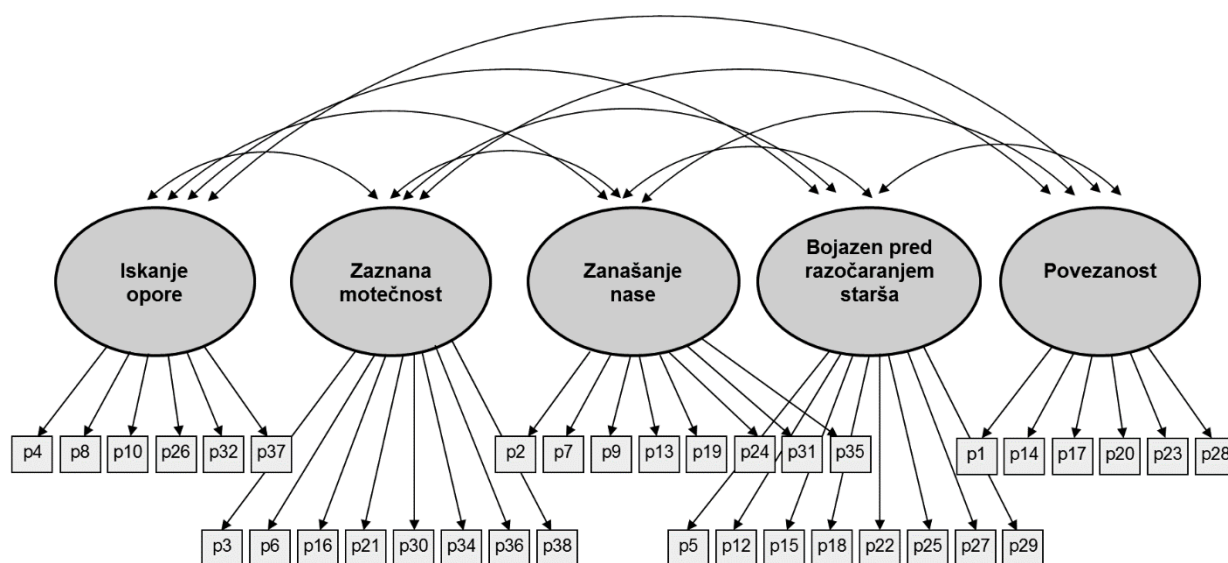 Iskanje
opore
Zaznana
motečnost
Zanašanje
nase
Bojazen pred
razočaranjem
starša
Povezanost
p4 p8 p10 p26 p32 p37 p2 p7 p9 p13 p19 p24 p31 p35 p1 p14 p17 p20 p23 p28
p3 p6 p16 p21 p30 p34 p36 p38 p5 p12 p15 p18 p22 p25 p27 p29